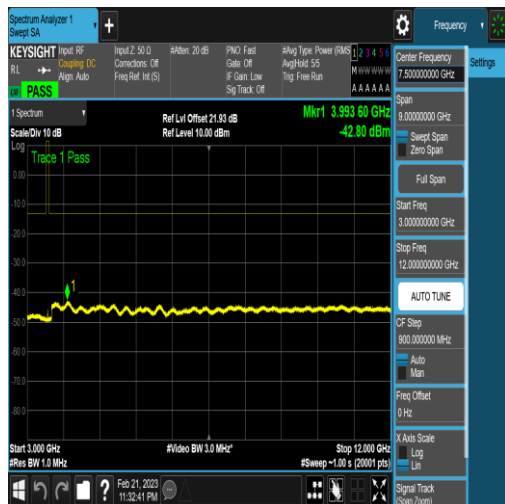 Spectrum Analyzer 1
Swept SA
Frequency
KEYSIGHT
RL
Input: RF
Coupling: DC
Align: Auto
Input Z: 50 Ω
Corrections: Off
Freq Ref: Int (S)
#Atten: 20 dB
PNO: Fast
Gate: Off
IF Gain: Low
Sig Track: Off
#Avg Type: Power (RMS
Avg|Hold: 5/5
Trig: Free Run
1 2 3 4 5 6
M W W W W W
A A A A A A
PASS
1 Spectrum
Scale/Div 10 dB
Log
Ref Lvl Offset 21.93 dB
Ref Level 10.00 dBm
Mkr1 3.993 60 GHz
-42.80 dBm
Trace 1 Pass
0.00
-10.0
-20.0
-30.0
-40.0
-50.0
-60.0
-70.0
-80.0
1
Start 3.000 GHz
#Res BW 1.0 MHz
#Video BW 3.0 MHz*
Stop 12.000 GHz
#Sweep ~1.00 s (20001 pts)
Feb 21, 2023
11:32:41 PM
?
Settings
Center Frequency
7.500000000 GHz
Span
9.00000000 GHz
Swept Span
Zero Span
Full Span
Start Freq
3.000000000 GHz
Stop Freq
12.000000000 GHz
AUTO TUNE
CF Step
900.000000 MHz
Auto
Man
Freq Offset
0 Hz
X Axis Scale
Log
Lin
Signal Track
(Span Zoom)